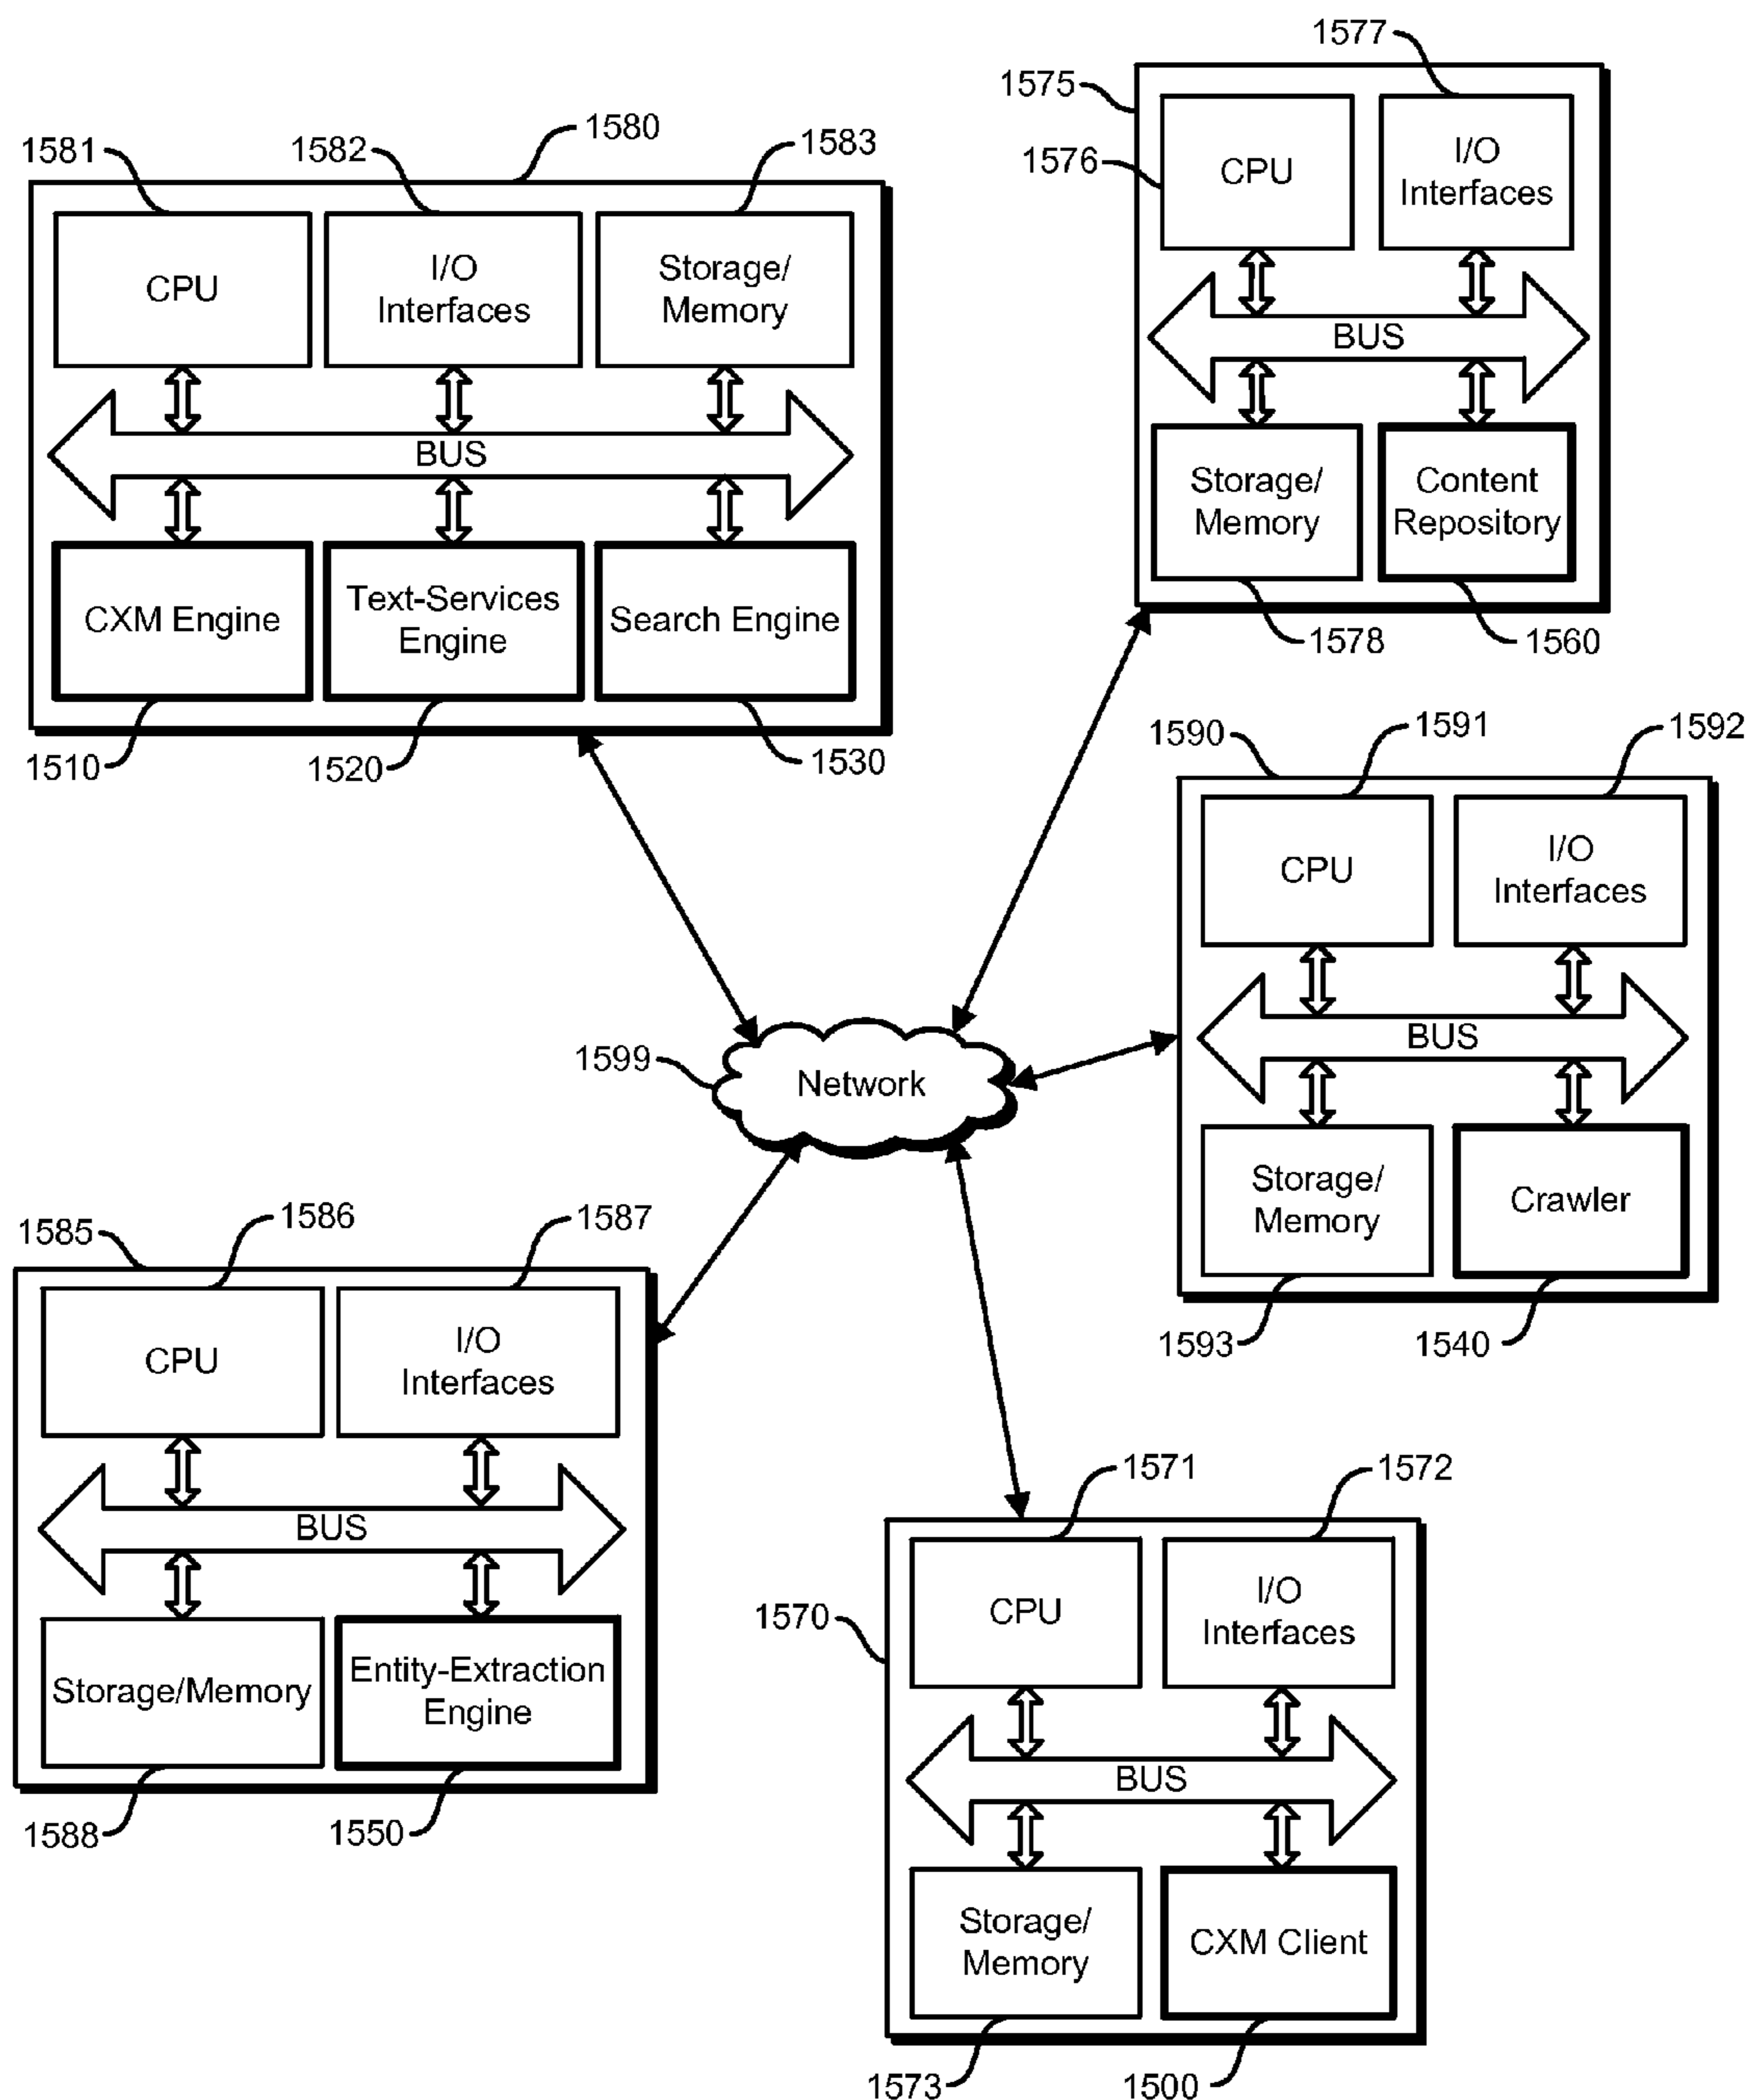 1580
1581
1582
1583
CPU
I/O
Interfaces
Storage/
Memory
BUS
CXM Engine
Text-Services
Engine
Search Engine
1510
1520
1530
1577
1575
1576
CPU
I/O
Interfaces
BUS
Storage/
Memory
Content
Repository
1578
1560
1590
1591
1592
CPU
I/O
Interfaces
BUS
Storage/
Memory
Crawler
1593
1540
1599
Network
1585
1586
1587
CPU
I/O
Interfaces
BUS
Storage/Memory
Entity-Extraction
Engine
1588
1550
1571
1572
1570
CPU
I/O
Interfaces
BUS
Storage/
Memory
CXM Client
1573
1500